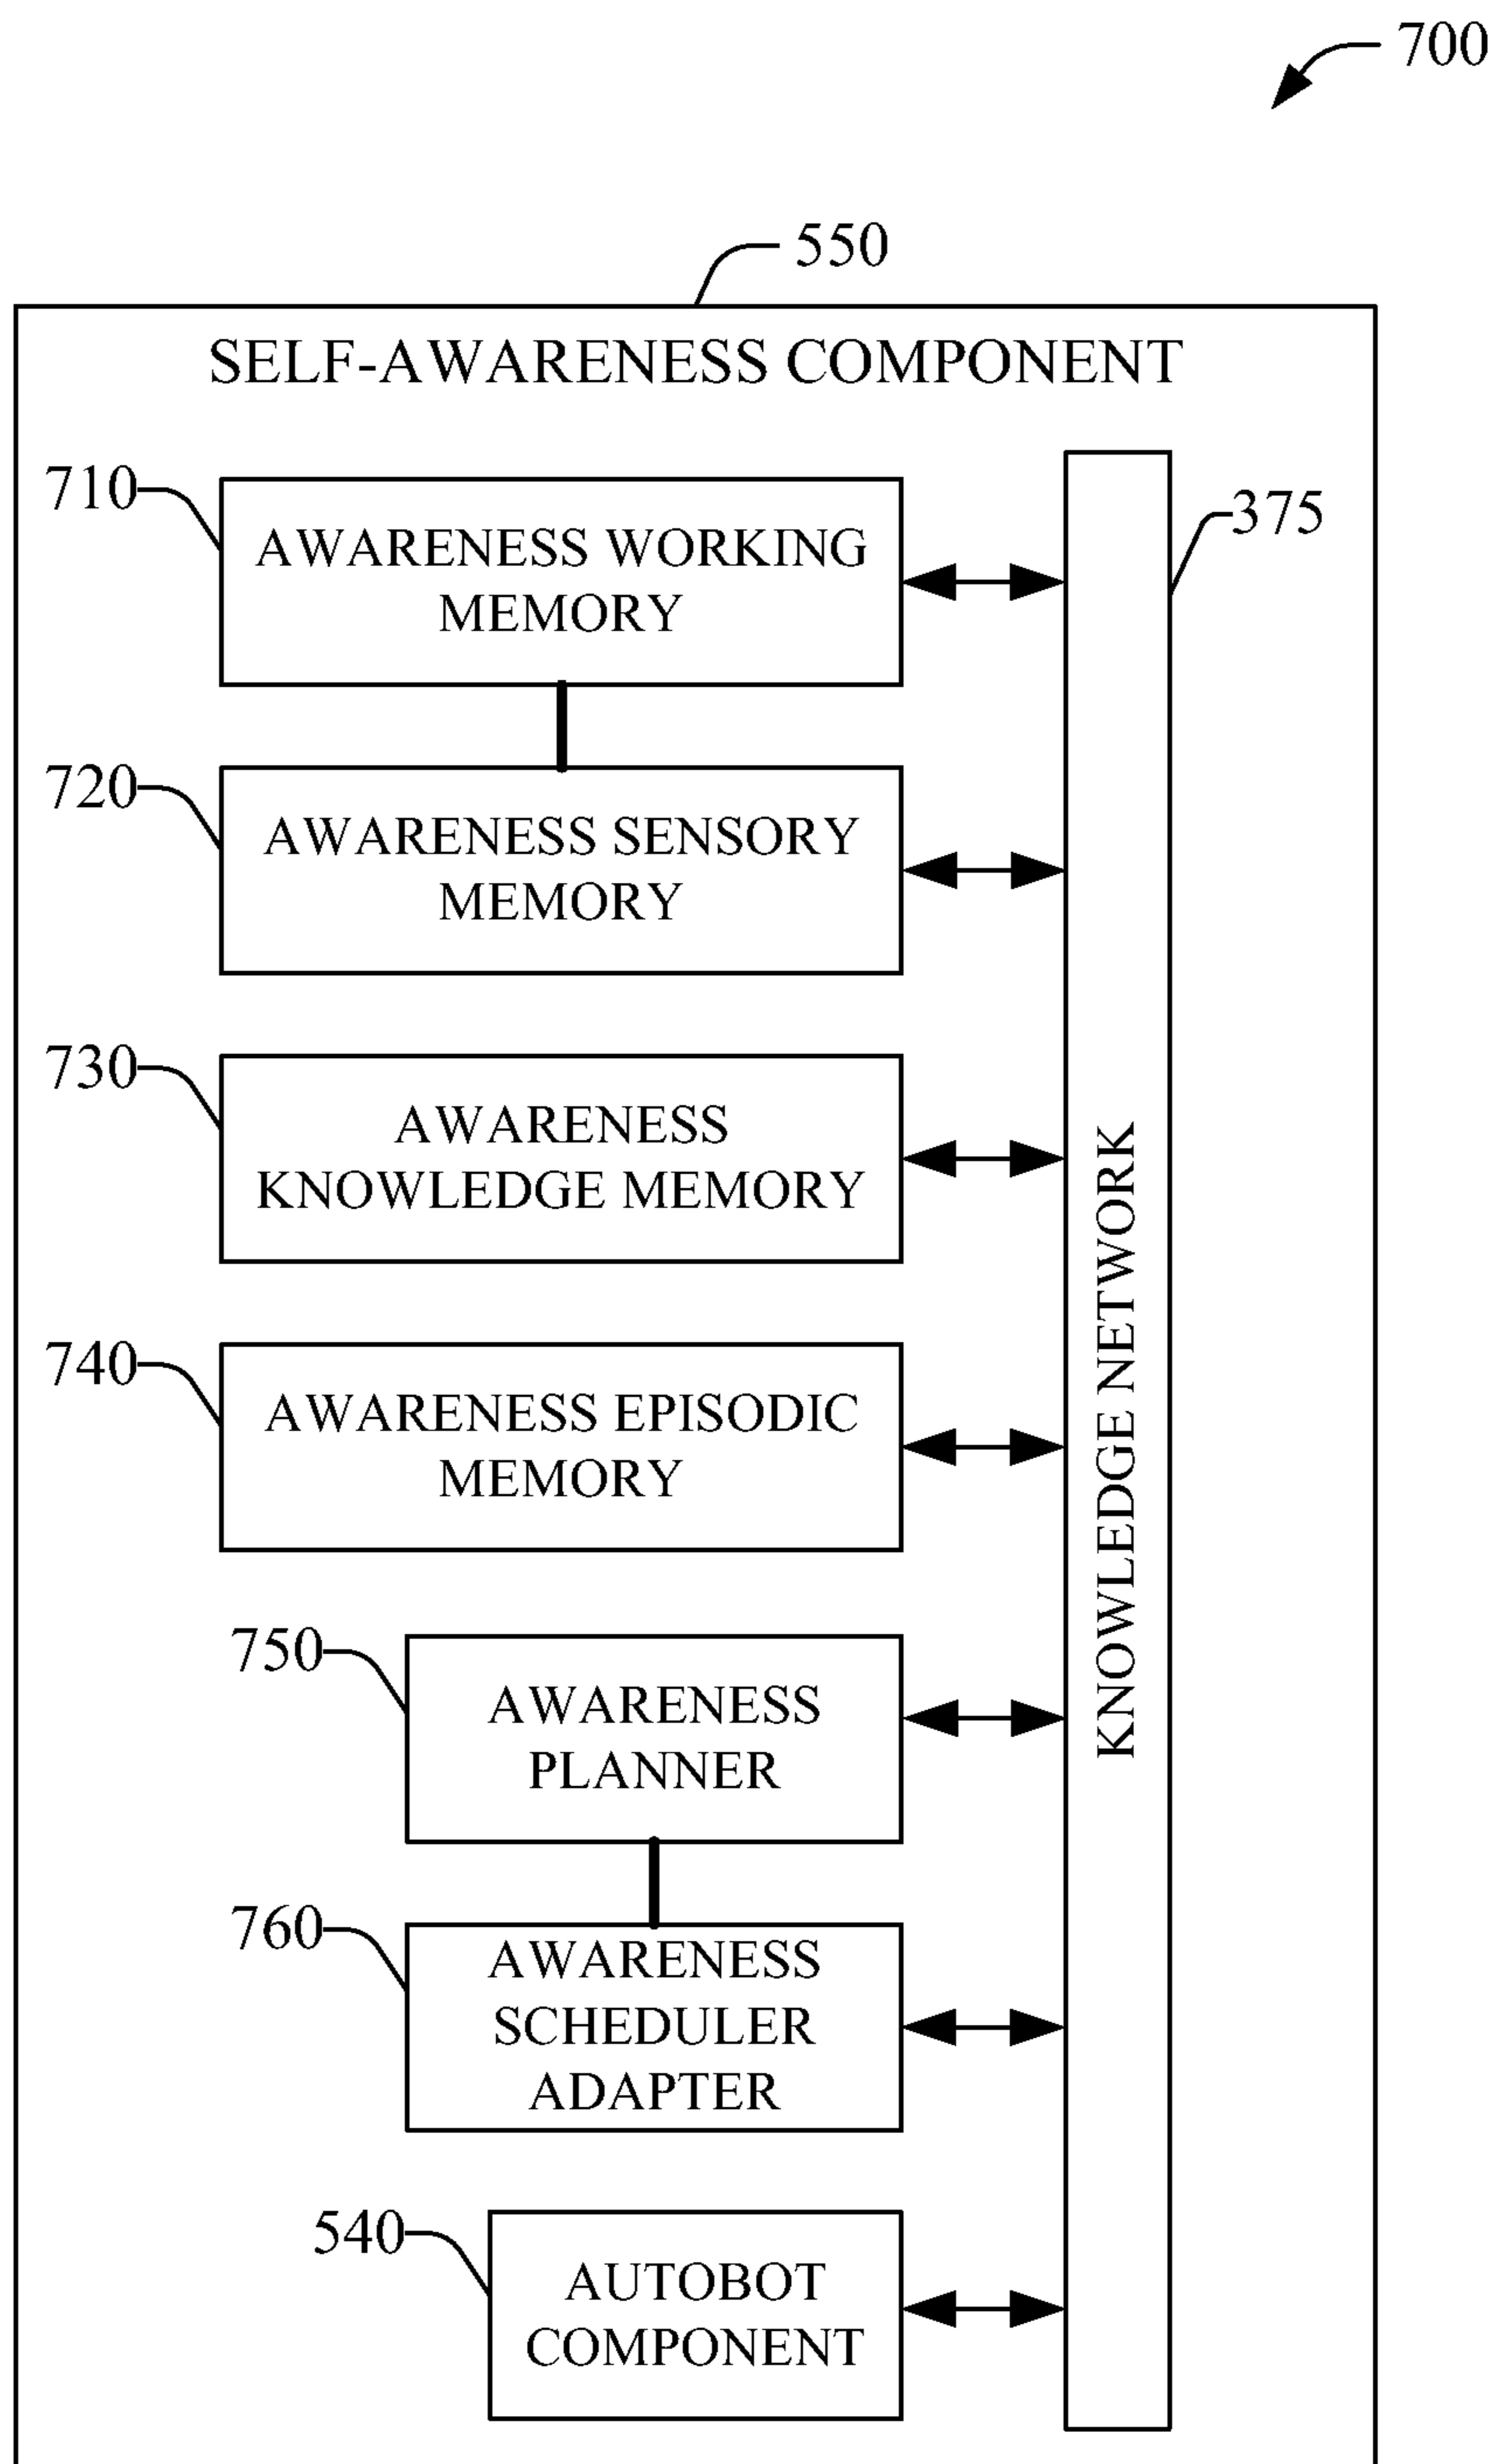 700
550
SELF-AWARENESS COMPONENT
710
AWARENESS WORKING
MEMORY
375
720
AWARENESS SENSORY
MEMORY
730
AWARENESS
KNOWLEDGE MEMORY
740
AWARENESS EPISODIC
MEMORY
KNOWLEDGE NETWORK
750
AWARENESS
PLANNER
760
AWARENESS
SCHEDULER
ADAPTER
540
AUTOBOT
COMPONENT